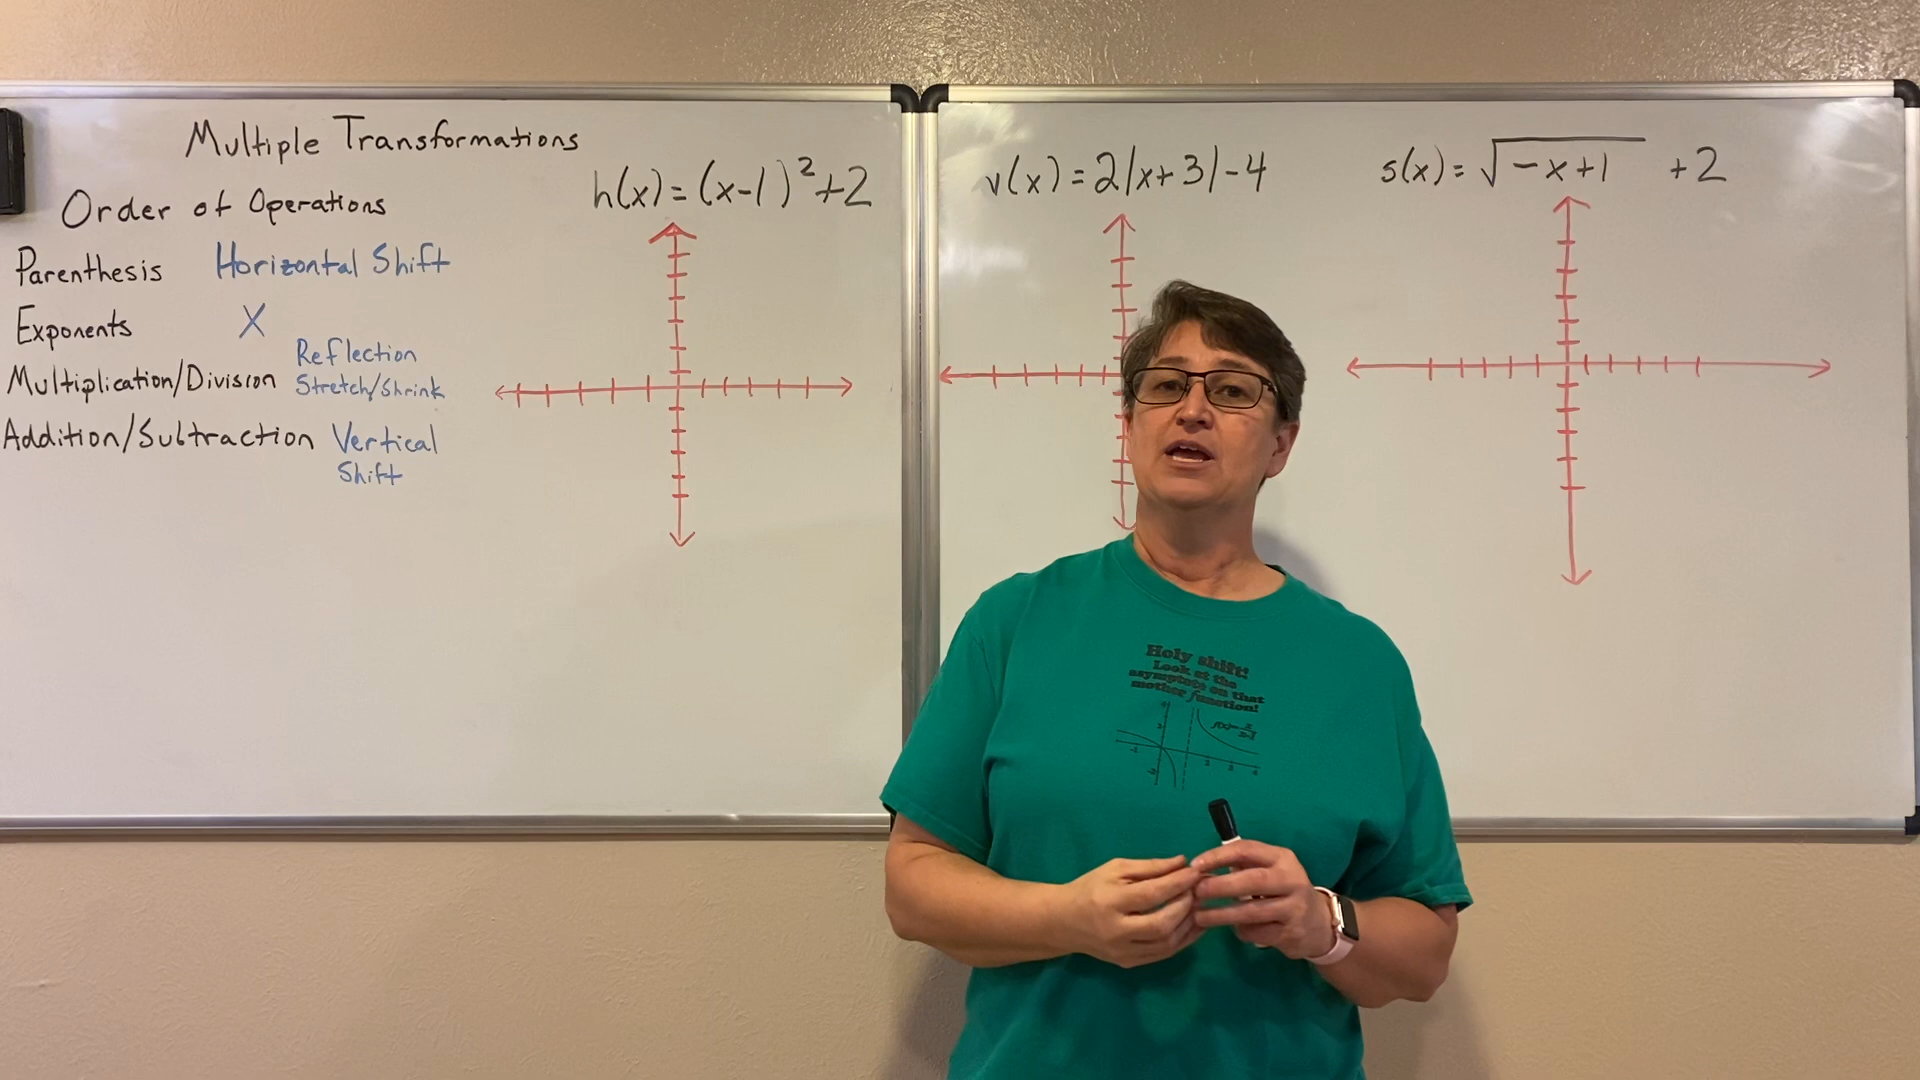 Multiple Transformations
Order of Operations
Parenthesis Horizontal Shift
Exponents X
Reflection
Multiplication/Division Stretch/Shrink
Addition/Subtraction Vertical
Shift
h(x) = (x-1)²+2
v(x) = 2|x+3|-4
s(x) = √(-x+1) +2
Holy shift!
Look at the
asymptote on that
mother function!